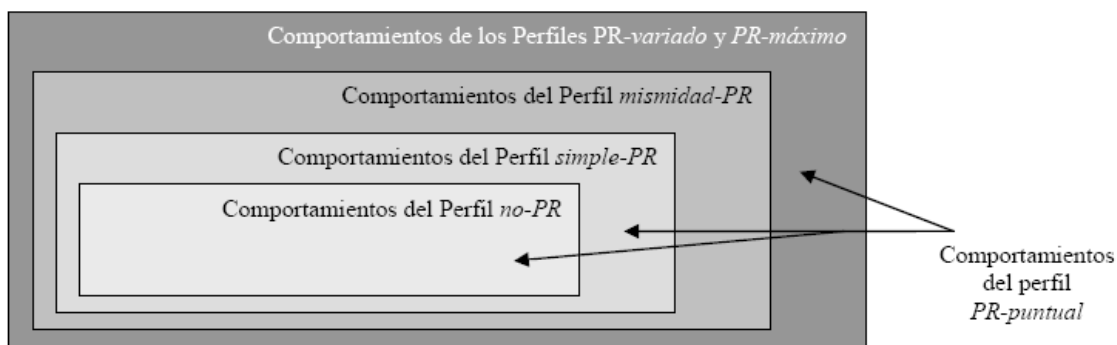 Comportamientos de los Perfiles PR-variado y PR-máximo
Comportamientos del Perfil mismidad-PR
Comportamientos del Perfil simple-PR
Comportamientos del Perfil no-PR
Comportamientos
del perfil
PR-puntual